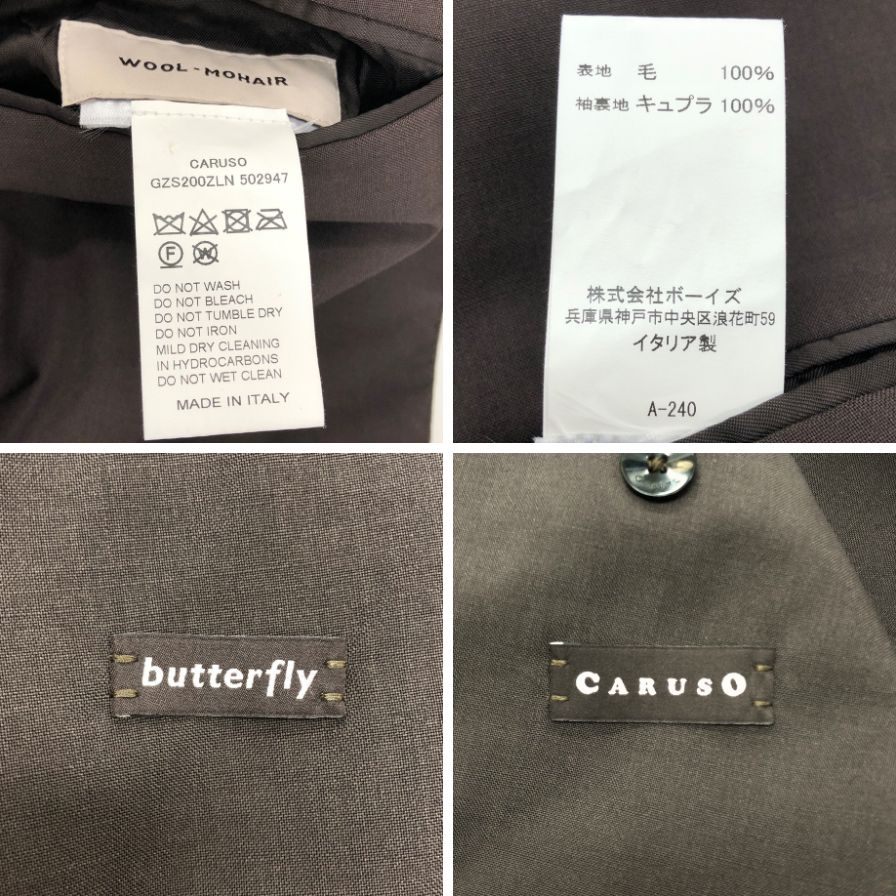 WOOL-MOHAIR
CARUSO
GZS200ZLN 502947
F W
DO NOT WASH
DO NOT BLEACH
DO NOT TUMBLE DRY
DO NOT IRON
MILD DRY CLEANING
IN HYDROCARBONS
DO NOT WET CLEAN
MADE IN ITALY
表地 毛 100%
袖裏地 キュプラ 100%
株式会社ボーイズ
兵庫県神戸市中央区浪花町59
イタリア製
A-240
butterfly
CARUSO